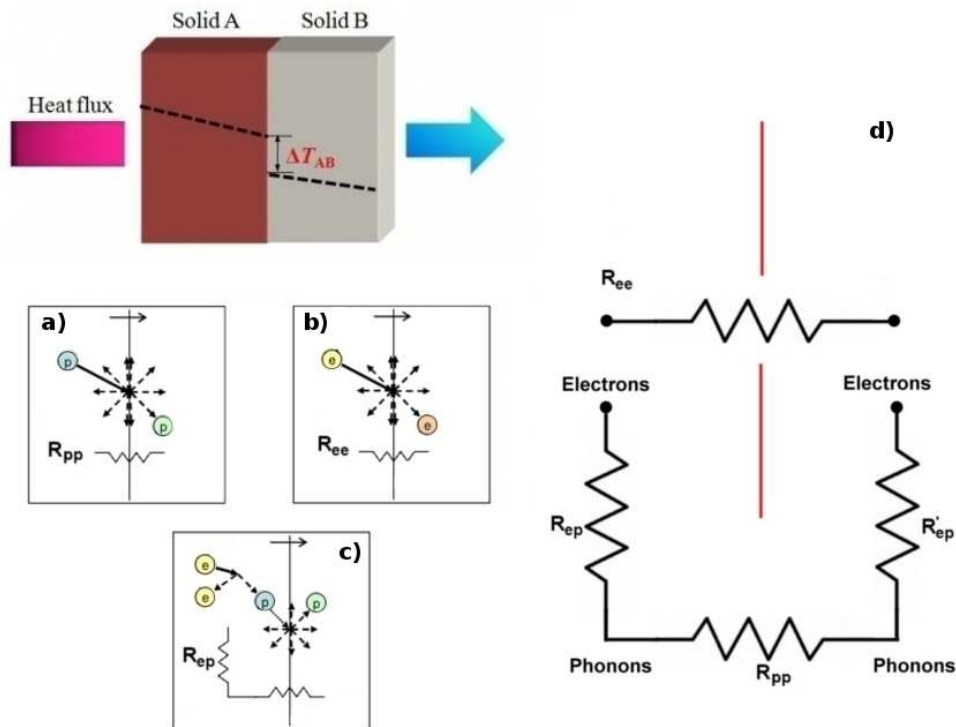 Solid A
Solid B
Heat flux
ΔT_AB
a)
p
p
R_pp
b)
e
e
R_ee
c)
e
e
p
p
R_ep
d)
R_ee
Electrons
Electrons
R_ep
R'_ep
Phonons
R_pp
Phonons